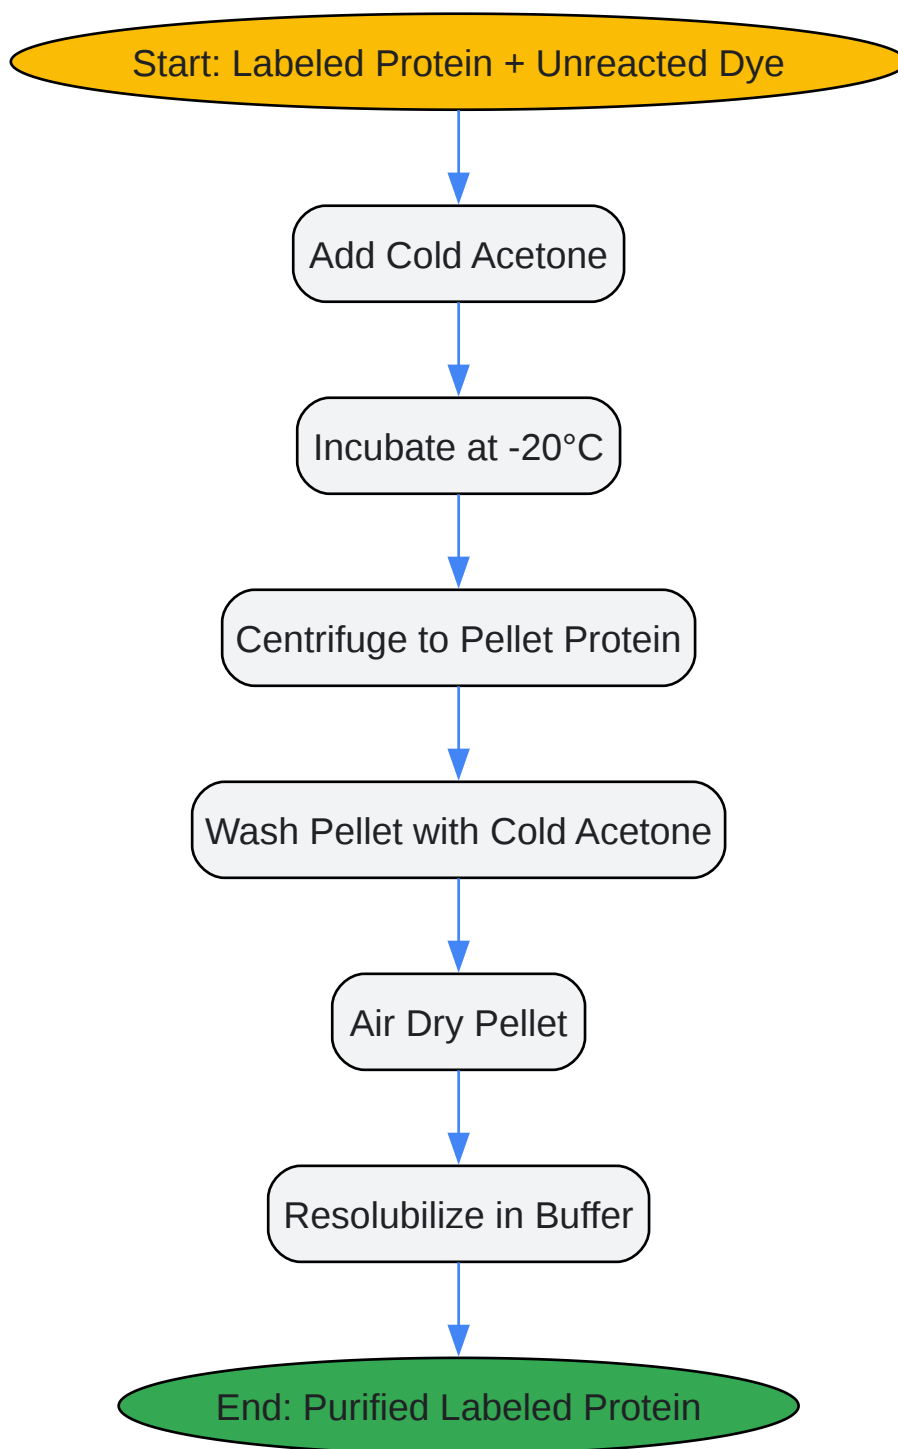 Start: Labeled Protein + Unreacted Dye
Add Cold Acetone
Incubate at -20°C
Centrifuge to Pellet Protein
Wash Pellet with Cold Acetone
Air Dry Pellet
Resolubilize in Buffer
End: Purified Labeled Protein